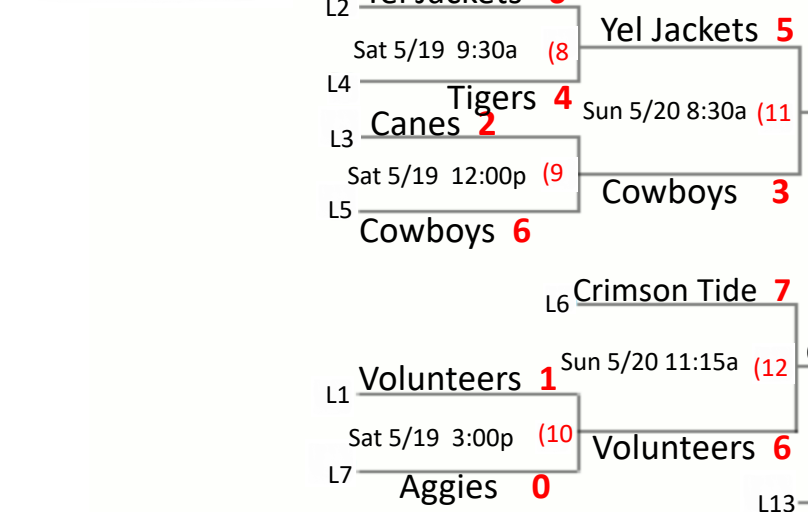 L2
Sat 5/19 9:30a (8
L4
Tigers 4
Yel Jackets 5
Sun 5/20 8:30a (11
Cowboys 3
L3 Canes 2
Sat 5/19 12:00p (9
L5
Cowboys 6
L6 Crimson Tide 7
Sun 5/20 11:15a (12
Volunteers 6
L1 Volunteers 1
Sat 5/19 3:00p (10
L7
Aggies 0
L13